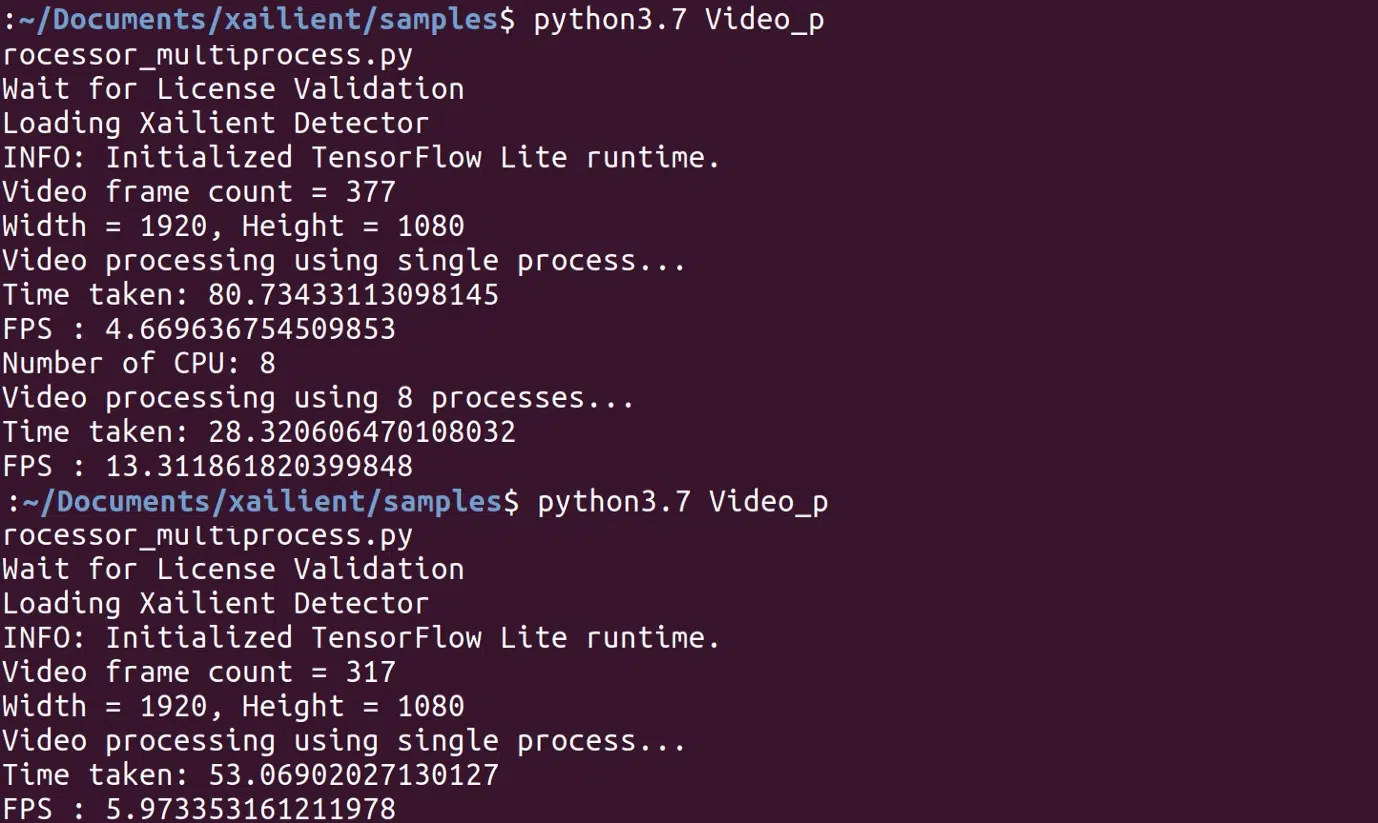 :~/Documents/xailient/samples$ python3.7 Video_p
rocessor_multiprocess.py
Wait for License Validation
Loading Xailient Detector
INFO: Initialized TensorFlow Lite runtime.
Video frame count = 377
Width = 1920, Height = 1080
Video processing using single process...
Time taken: 80.73433113098145
FPS : 4.669636754509853
Number of CPU: 8
Video processing using 8 processes...
Time taken: 28.320606470108032
FPS : 13.311861820399848
:~/Documents/xailient/samples$ python3.7 Video_p
rocessor_multiprocess.py
Wait for License Validation
Loading Xailient Detector
INFO: Initialized TensorFlow Lite runtime.
Video frame count = 317
Width = 1920, Height = 1080
Video processing using single process...
Time taken: 53.06902027130127
FPS : 5.973353161211978